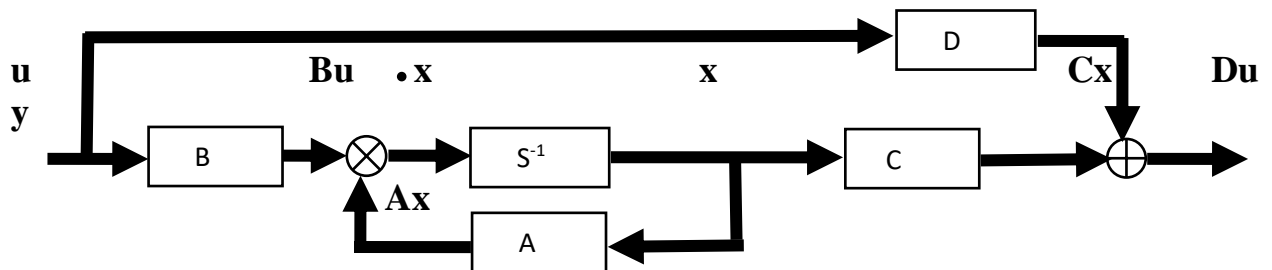 D
u Bu • x x Cx Du
y
B S⁻¹ C
Ax
A